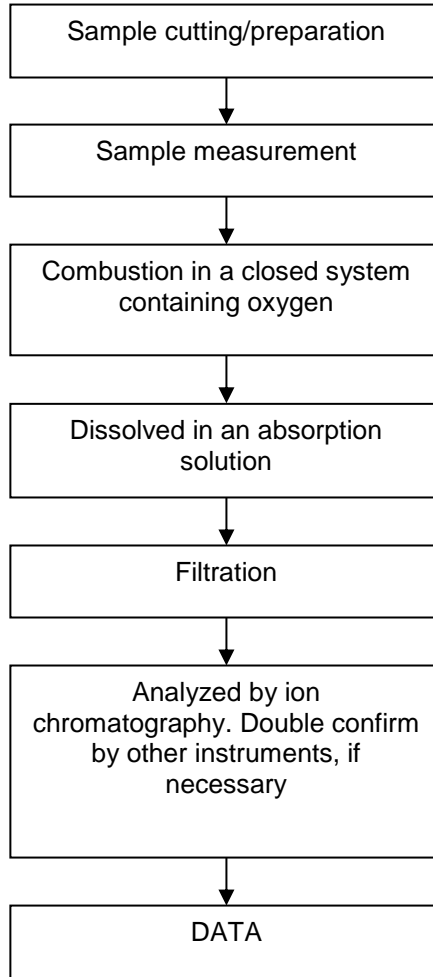 Sample cutting/preparation
Sample measurement
Combustion in a closed system
containing oxygen
Dissolved in an absorption
solution
Filtration
Analyzed by ion
chromatography. Double confirm
by other instruments, if
necessary
DATA